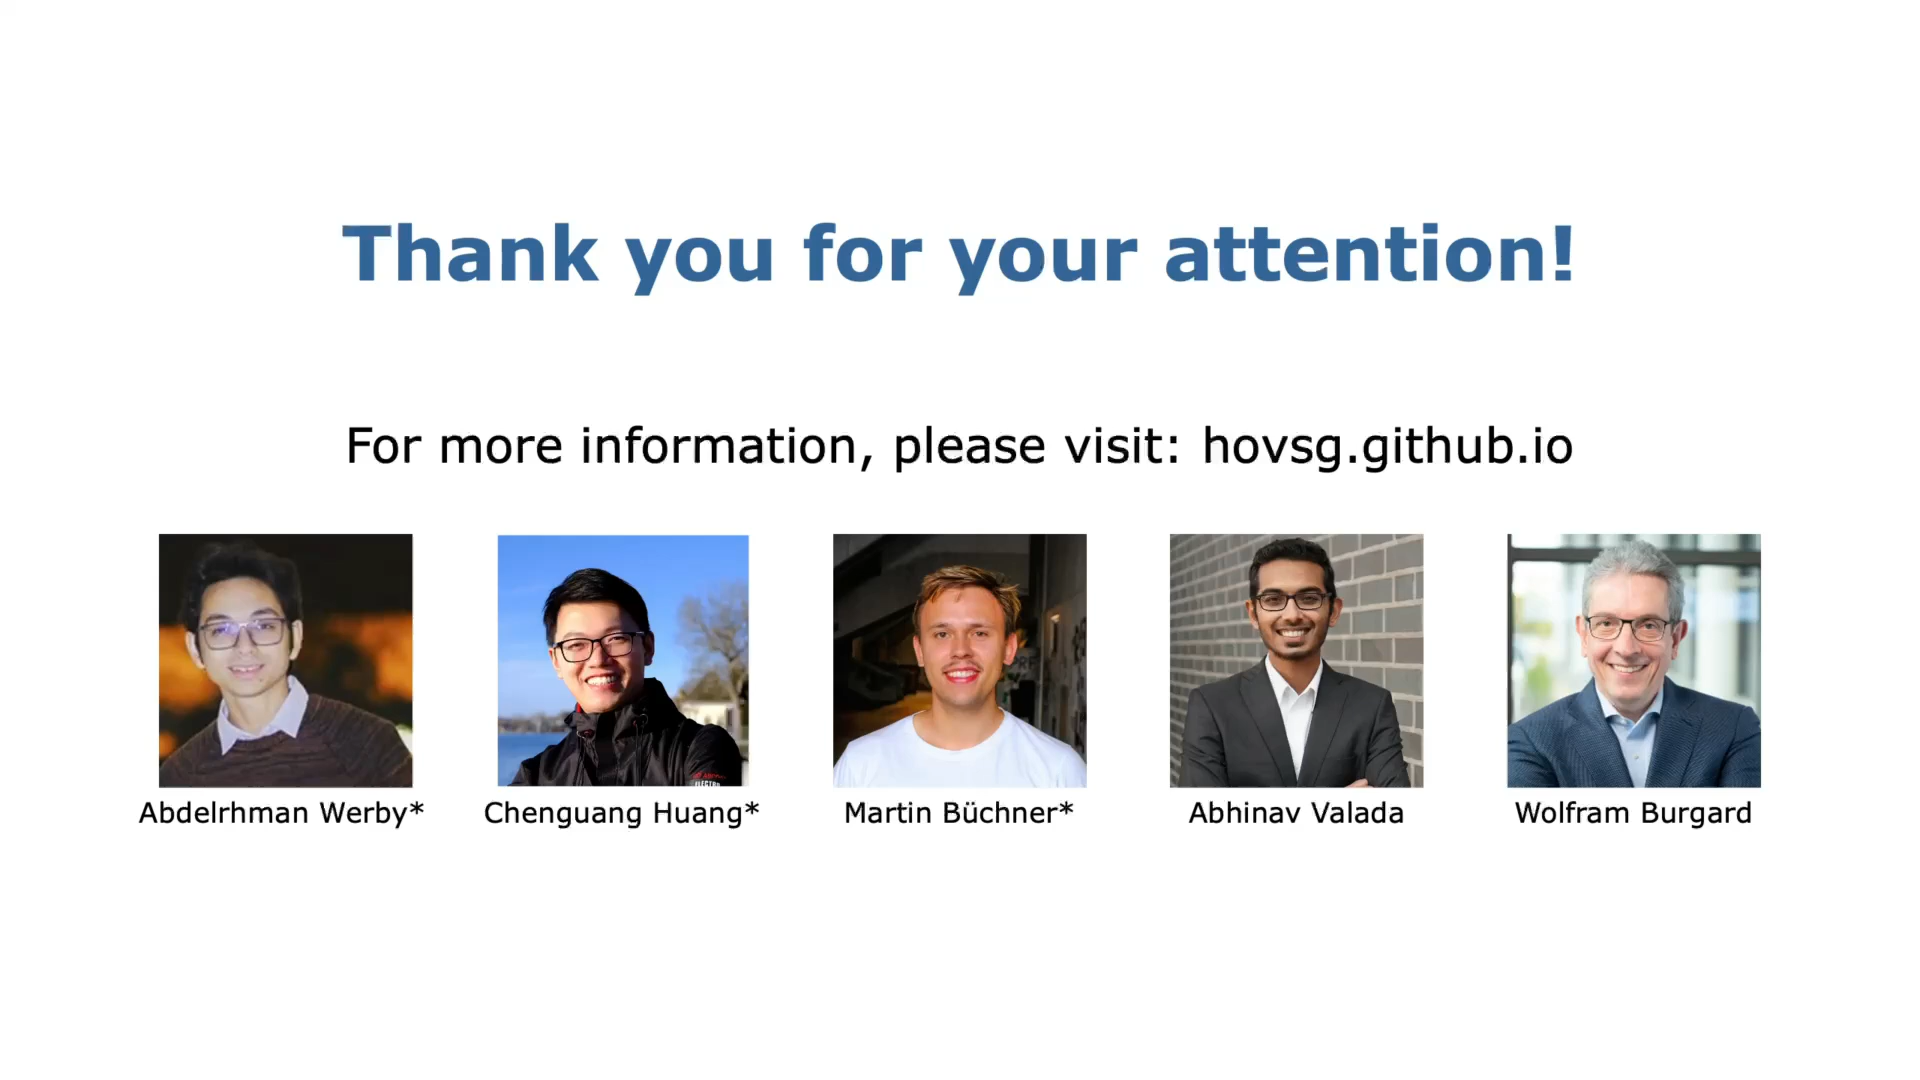 Thank you for your attention!
For more information, please visit: hovsg.github.io
Abdelrhman Werby*
Chenguang Huang*
Martin Büchner*
Abhinav Valada
Wolfram Burgard